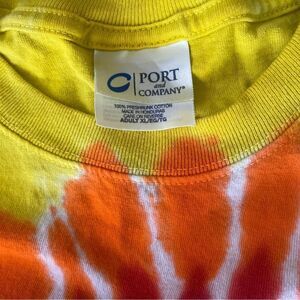 PORT
and
COMPANY®
100% PRESHRUNK COTTON
MADE IN HONDURAS
CARE ON REVERSE
ADULT XL/EG/TG